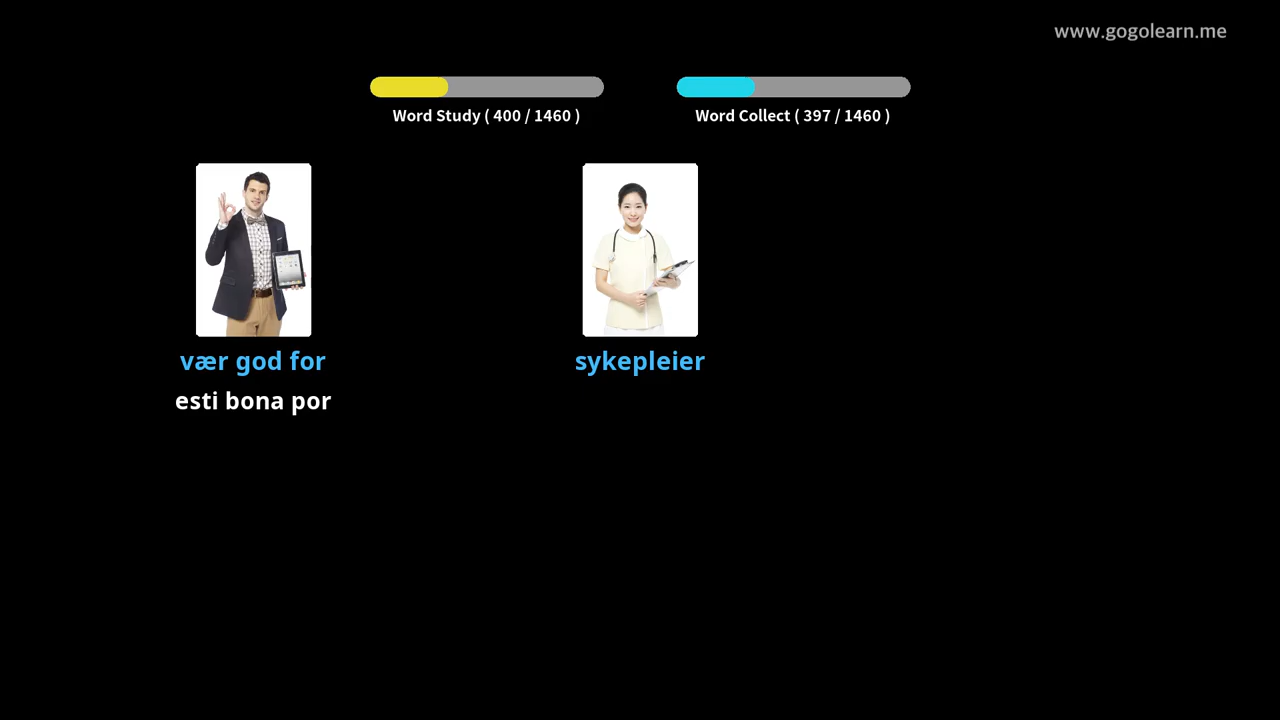 www.gogolearn.me
Word Study ( 400 / 1460 )
Word Collect ( 397 / 1460 )
vær god for
esti bona por
sykepleier